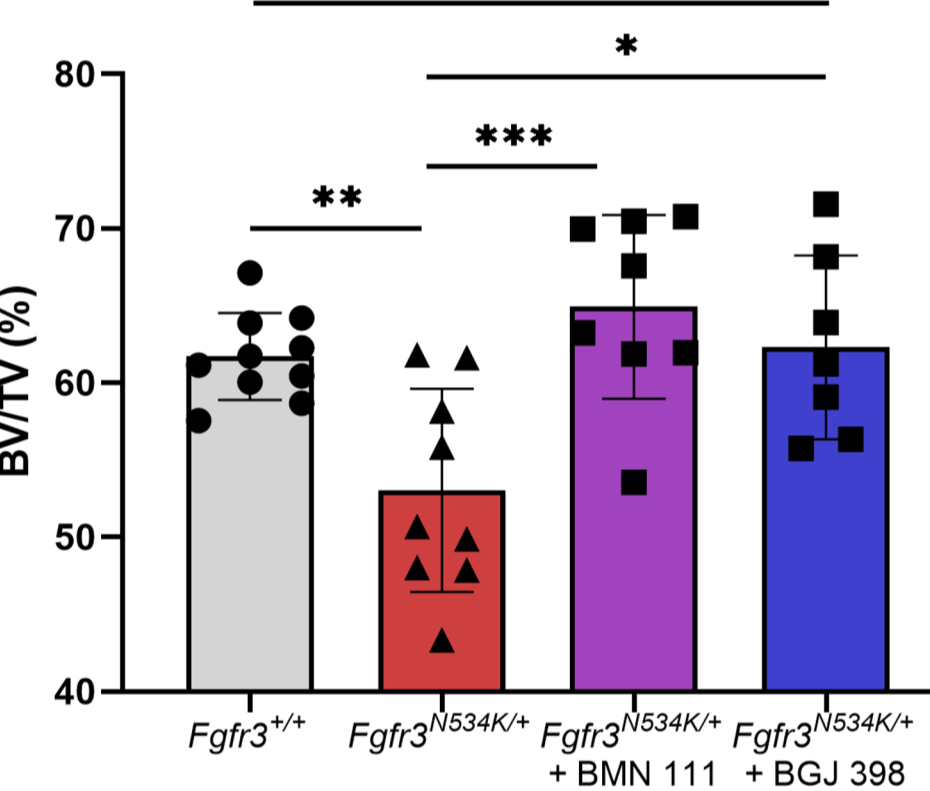 *
80
***
**
70
BV/TV (%)
60
50
40
Fgfr3+/+ Fgfr3N534K/+ Fgfr3N534K/+ Fgfr3N534K/+
+ BMN 111 + BGJ 398